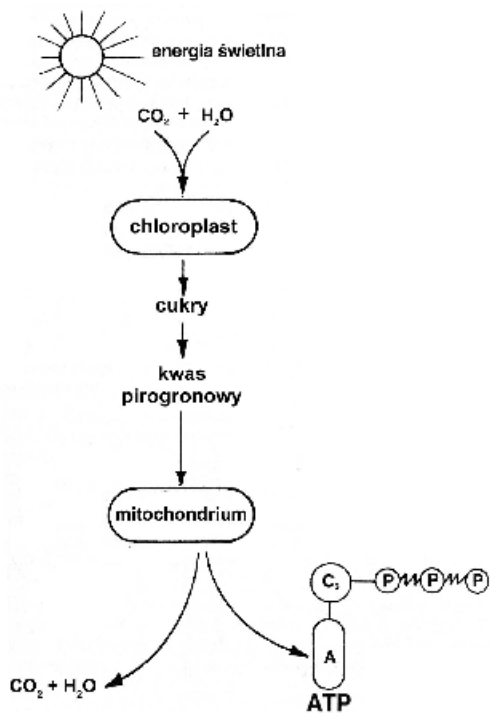 energia świetlna
CO₂ + H₂O
chloroplast
cukry
kwas
pirogronowy
mitochondrium
C₅ P P P
A
CO₂ + H₂O
ATP